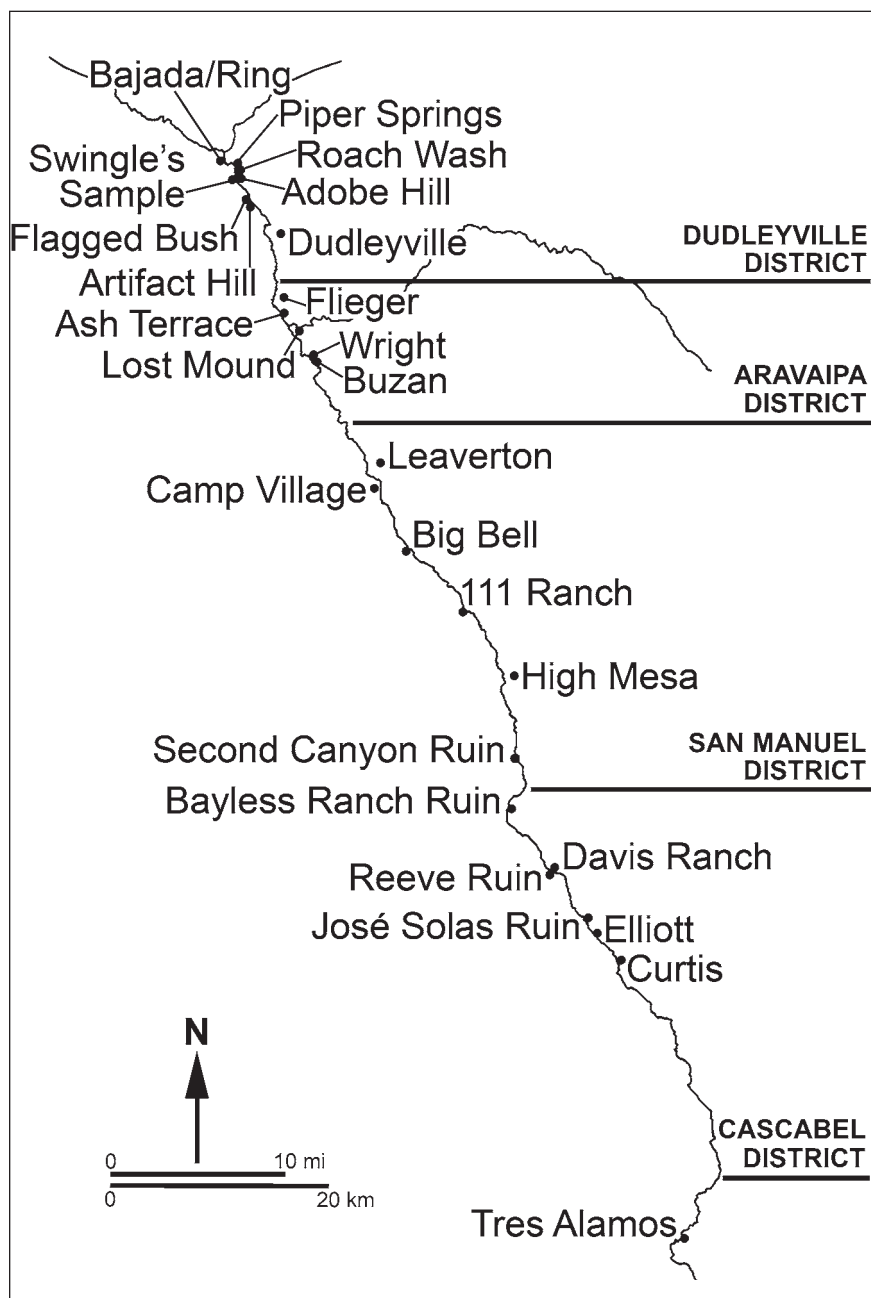 Bajada/Ring
Piper Springs
Swingle's
Sample
Roach Wash
Adobe Hill
Flagged Bush
Artifact Hill
Dudleyville
DUDLEYVILLE
DISTRICT
Flieger
Ash Terrace
Lost Mound
Wright
Buzan
ARAVAIPA
DISTRICT
Leaverton
Camp Village
Big Bell
111 Ranch
High Mesa
Second Canyon Ruin
SAN MANUEL
DISTRICT
Bayless Ranch Ruin
Davis Ranch
Reeve Ruin
José Solas Ruin
Elliott
Curtis
N
0 10 mi
0 20 km
CASCABEL
DISTRICT
Tres Alamos